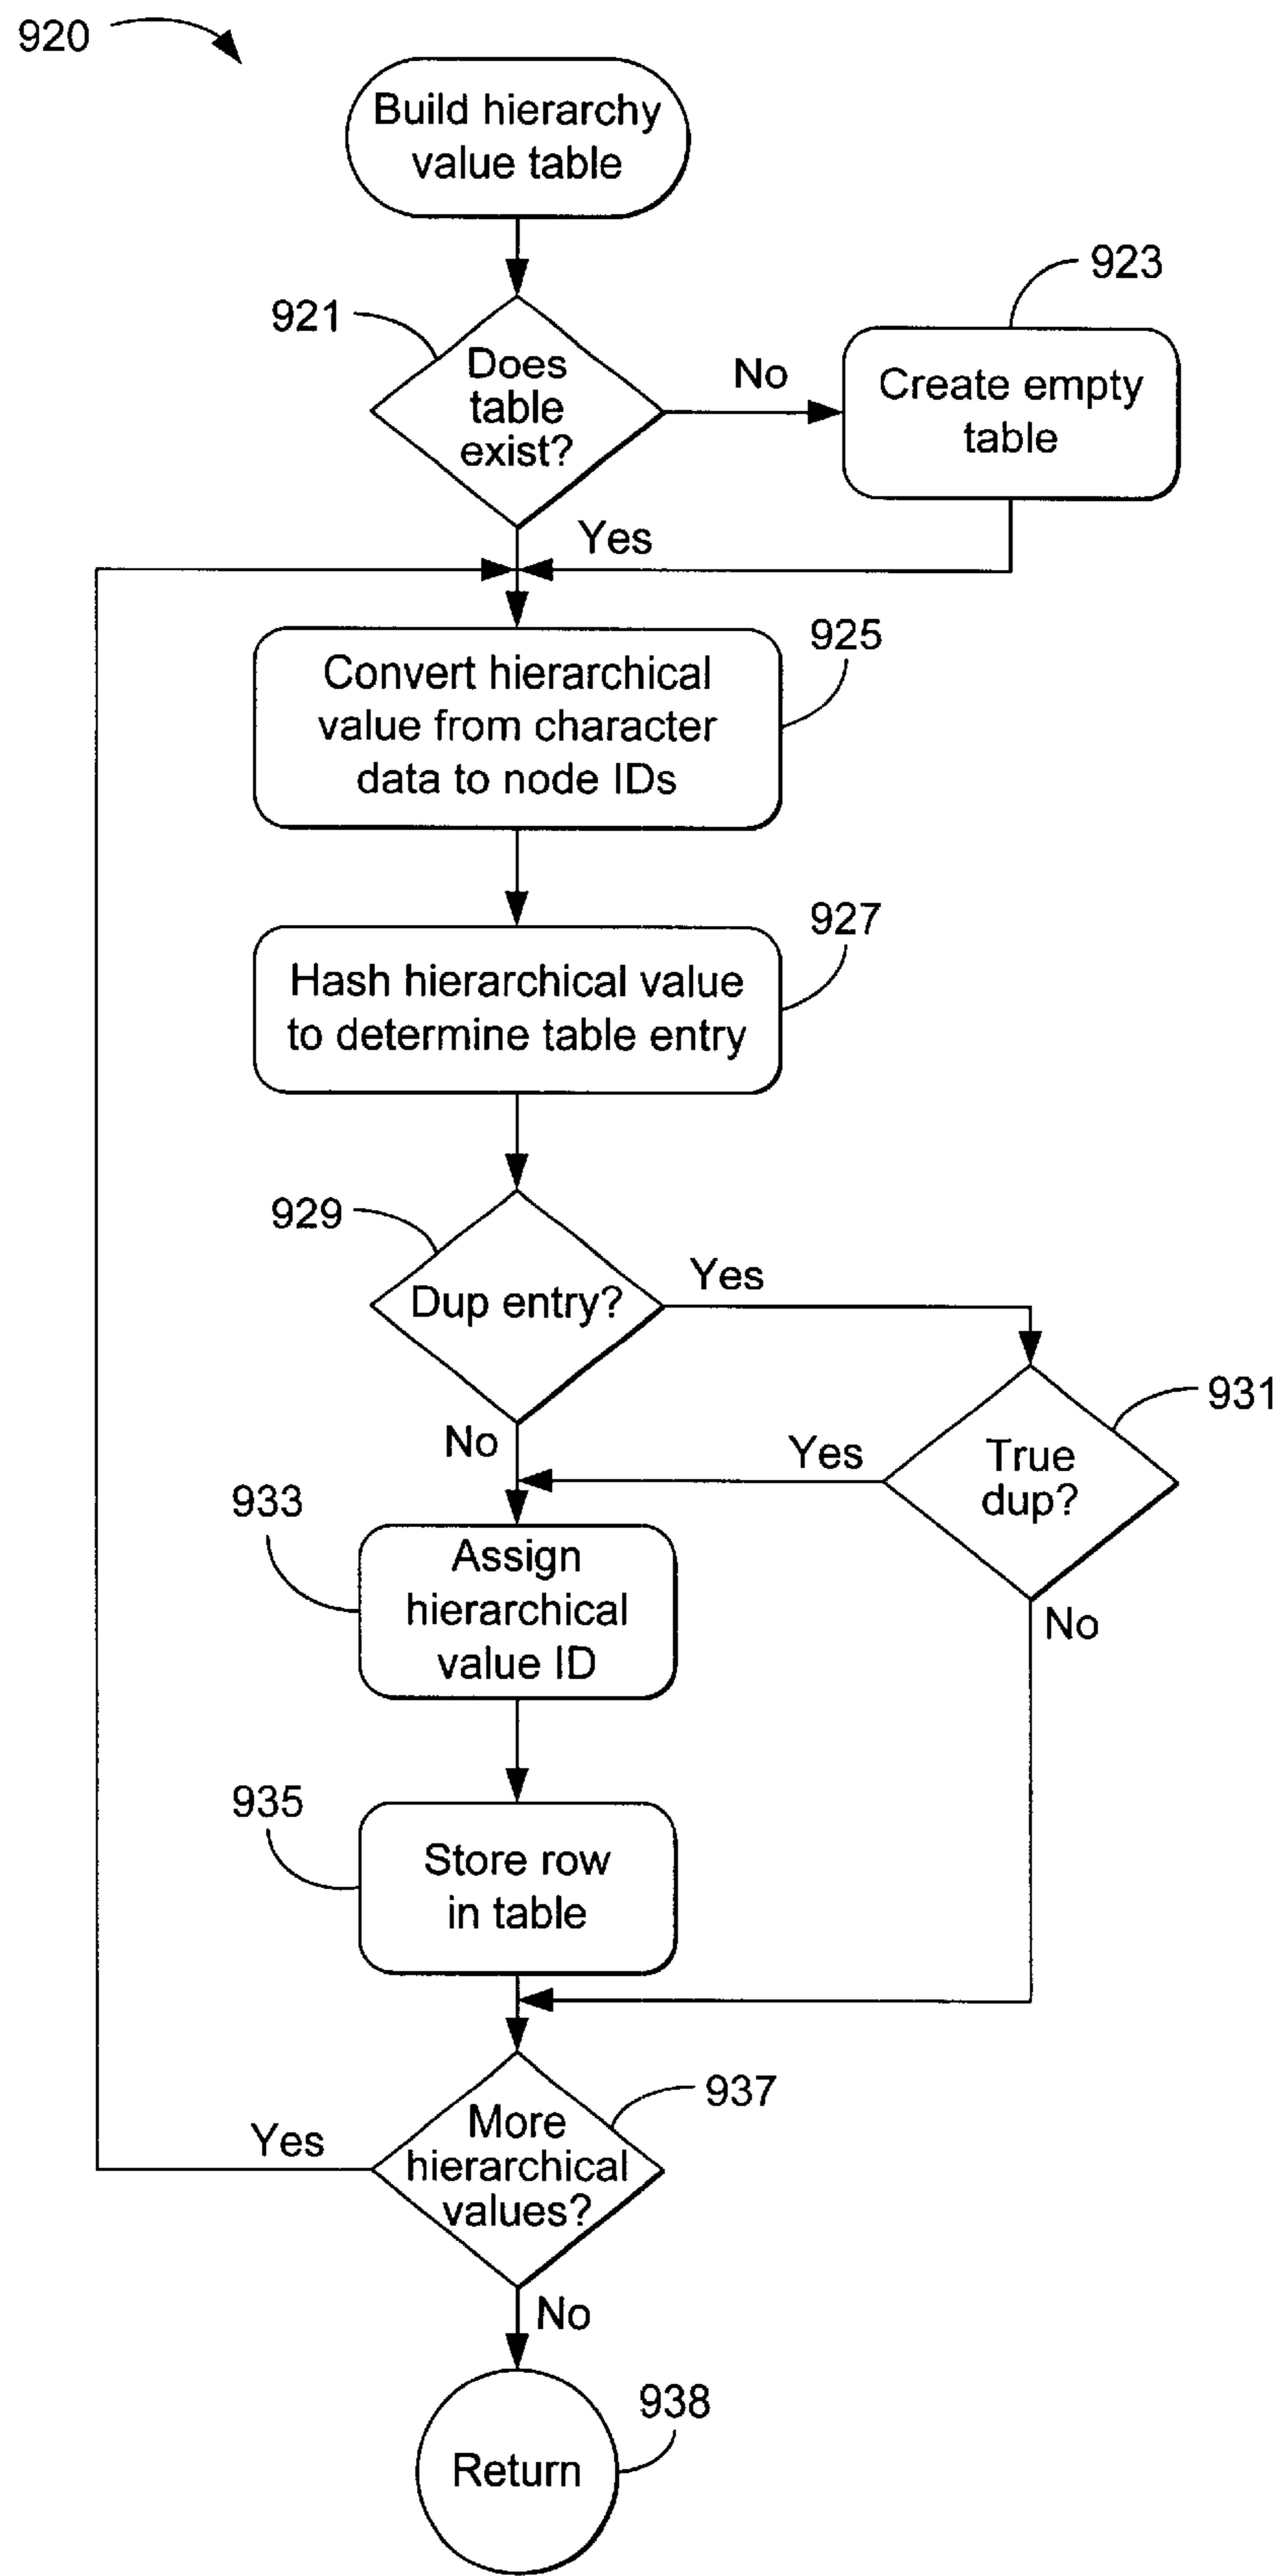 920
Build hierarchy
value table
923
921
Does
table
exist?
No
Create empty
table
Yes
925
Convert hierarchical
value from character
data to node IDs
927
Hash hierarchical value
to determine table entry
929
Dup entry?
Yes
931
No
Yes
True
dup?
933
Assign
hierarchical
value ID
No
935
Store row
in table
937
More
hierarchical
values?
Yes
No
938
Return